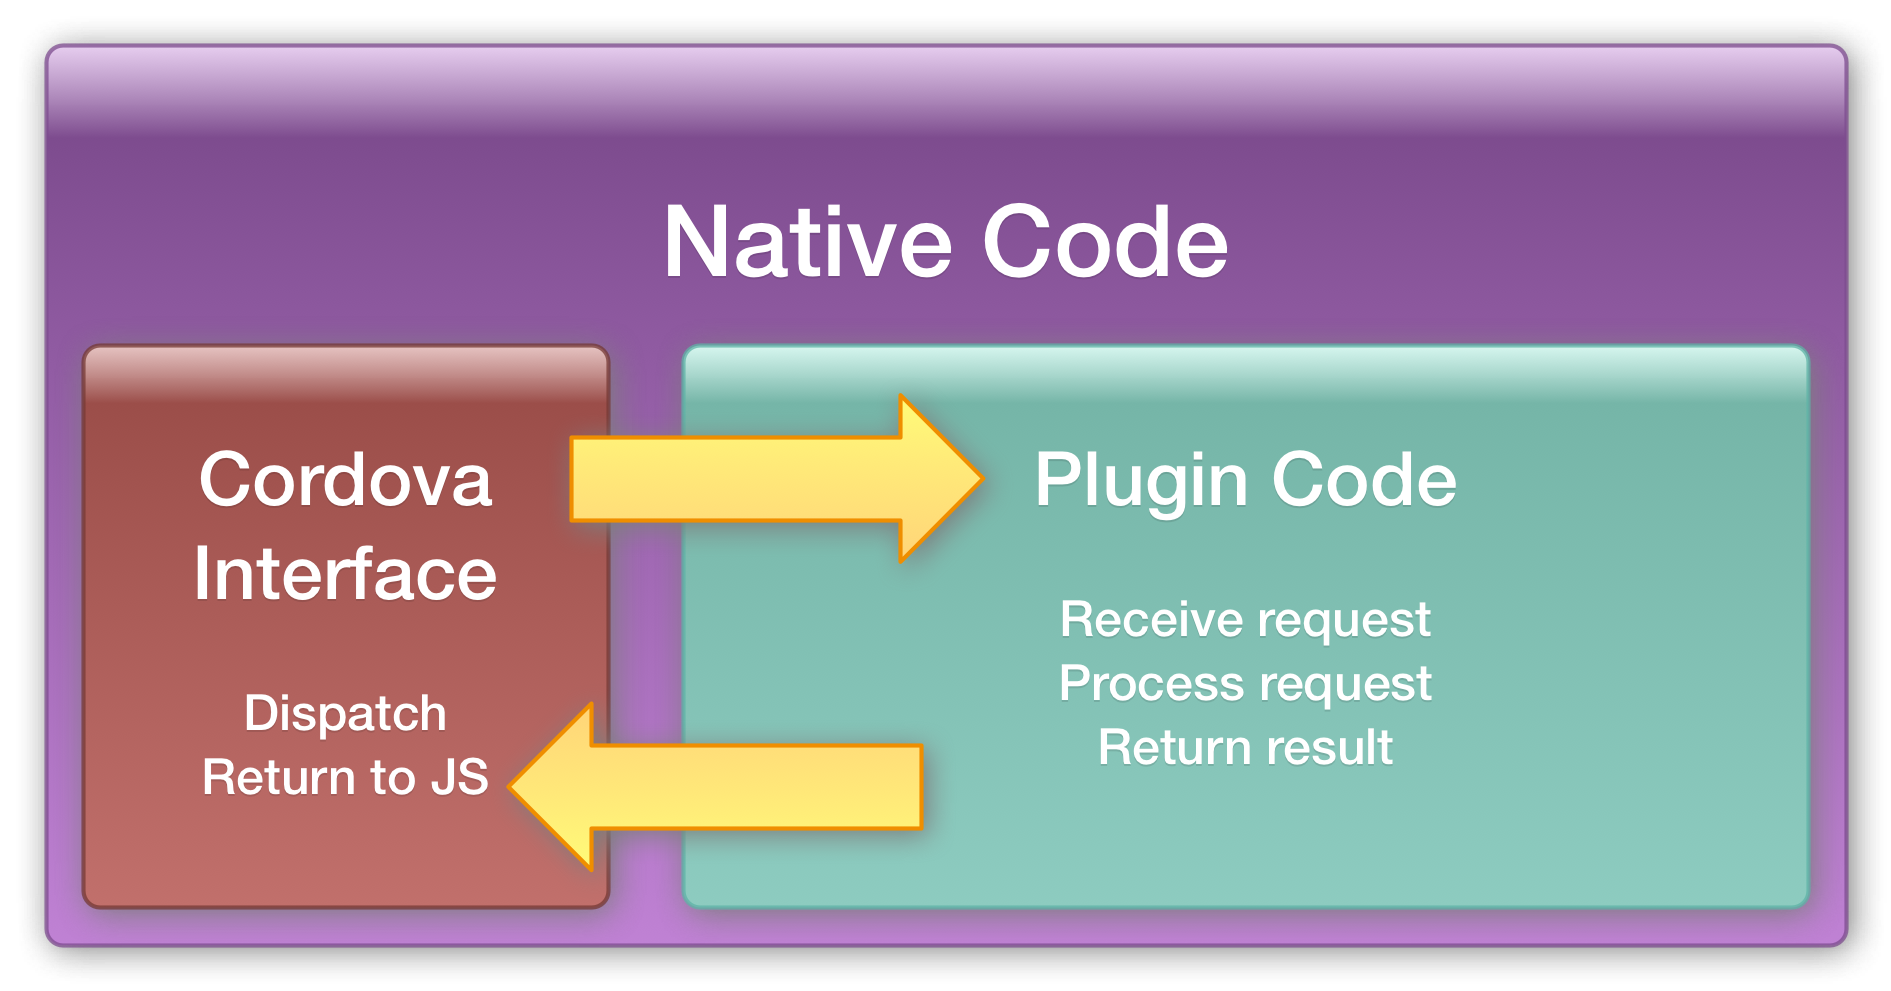 Native Code
Cordova
Interface
Dispatch
Return to JS
Plugin Code
Receive request
Process request
Return result